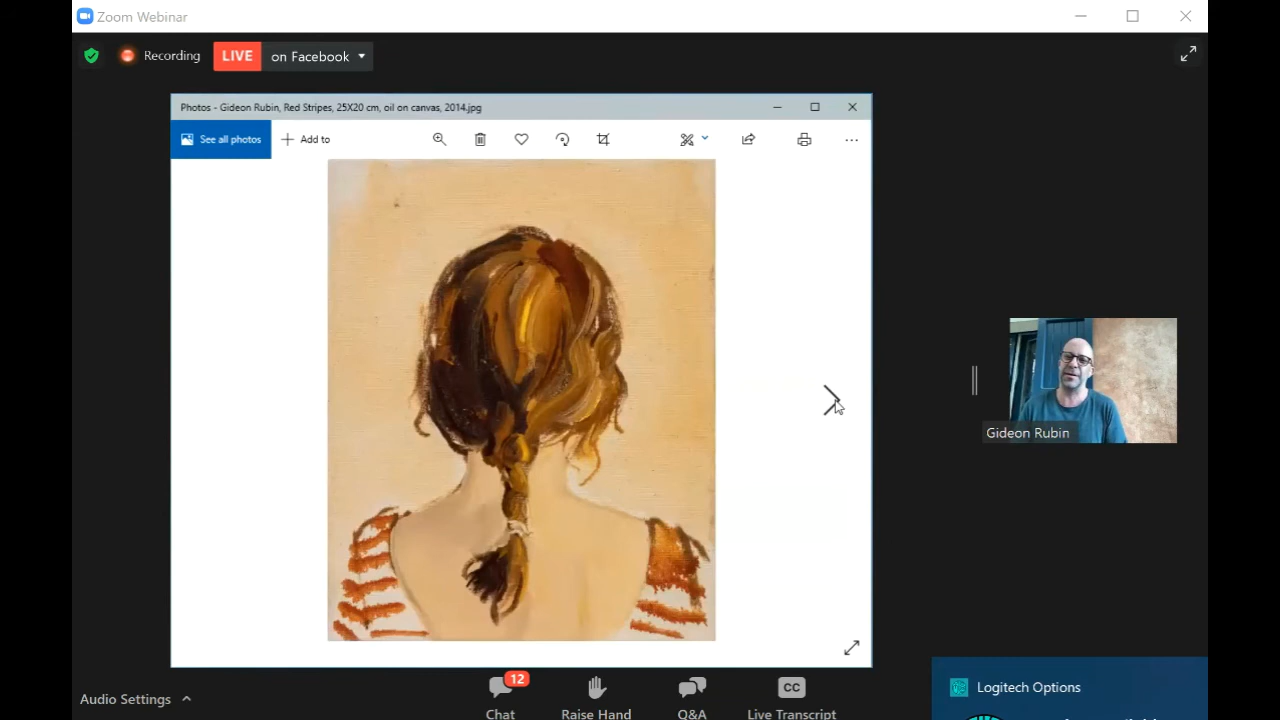 Zoom Webinar
Recording
LIVE
on Facebook
Photos - Gideon Rubin, Red Stripes, 25X20 cm, oil on canvas, 2014.jpg
See all photos
Add to
Gideon Rubin
Logitech Options
Audio Settings
12
Chat
Raise Hand
Q&A
CC
Live Transcript